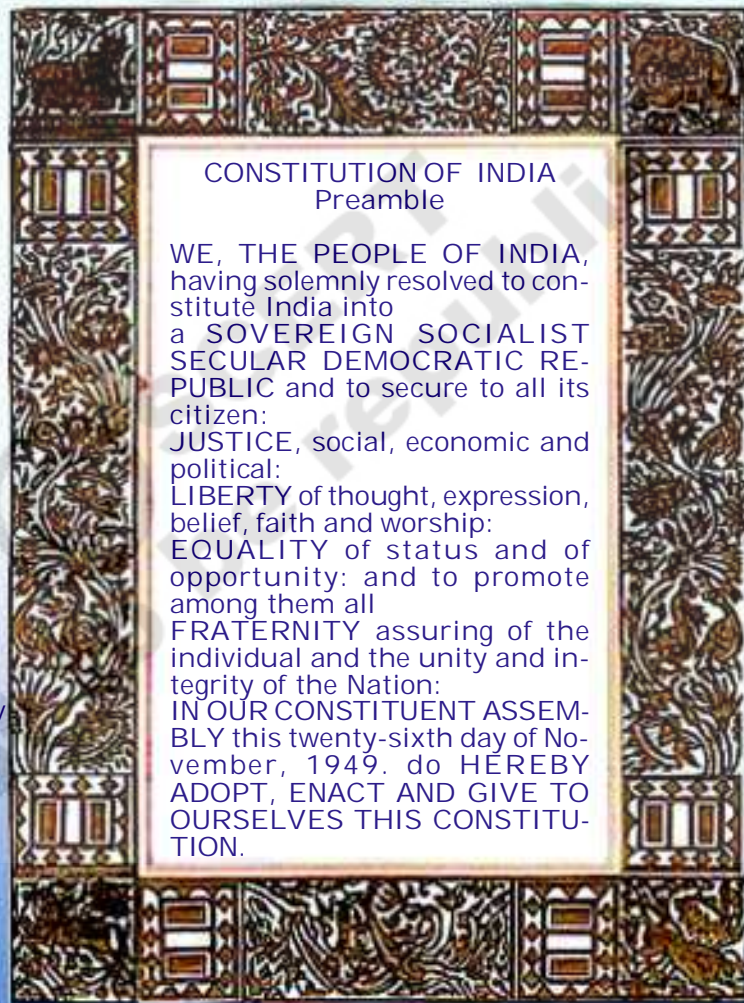 CONSTITUTION OF INDIA
Preamble
WE, THE PEOPLE OF INDIA,
having solemnly resolved to con-
stitute India into
a SOVEREIGN SOCIALIST
SECULAR DEMOCRATIC RE-
PUBLIC and to secure to all its
citizen:
JUSTICE, social, economic and
political:
LIBERTY of thought, expression,
belief, faith and worship:
EQUALITY of status and of
opportunity: and to promote
among them all
FRATERNITY assuring of the
individual and the unity and in-
tegrity of the Nation:
IN OUR CONSTITUENT ASSEM-
BLY this twenty-sixth day of No-
vember, 1949. do HEREBY
ADOPT, ENACT AND GIVE TO
OURSELVES THIS CONSTITU-
TION.